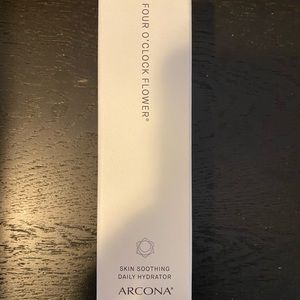 FOUR O'CLOCK FLOWER®
SKIN SOOTHING
DAILY HYDRATOR
ARCONA®